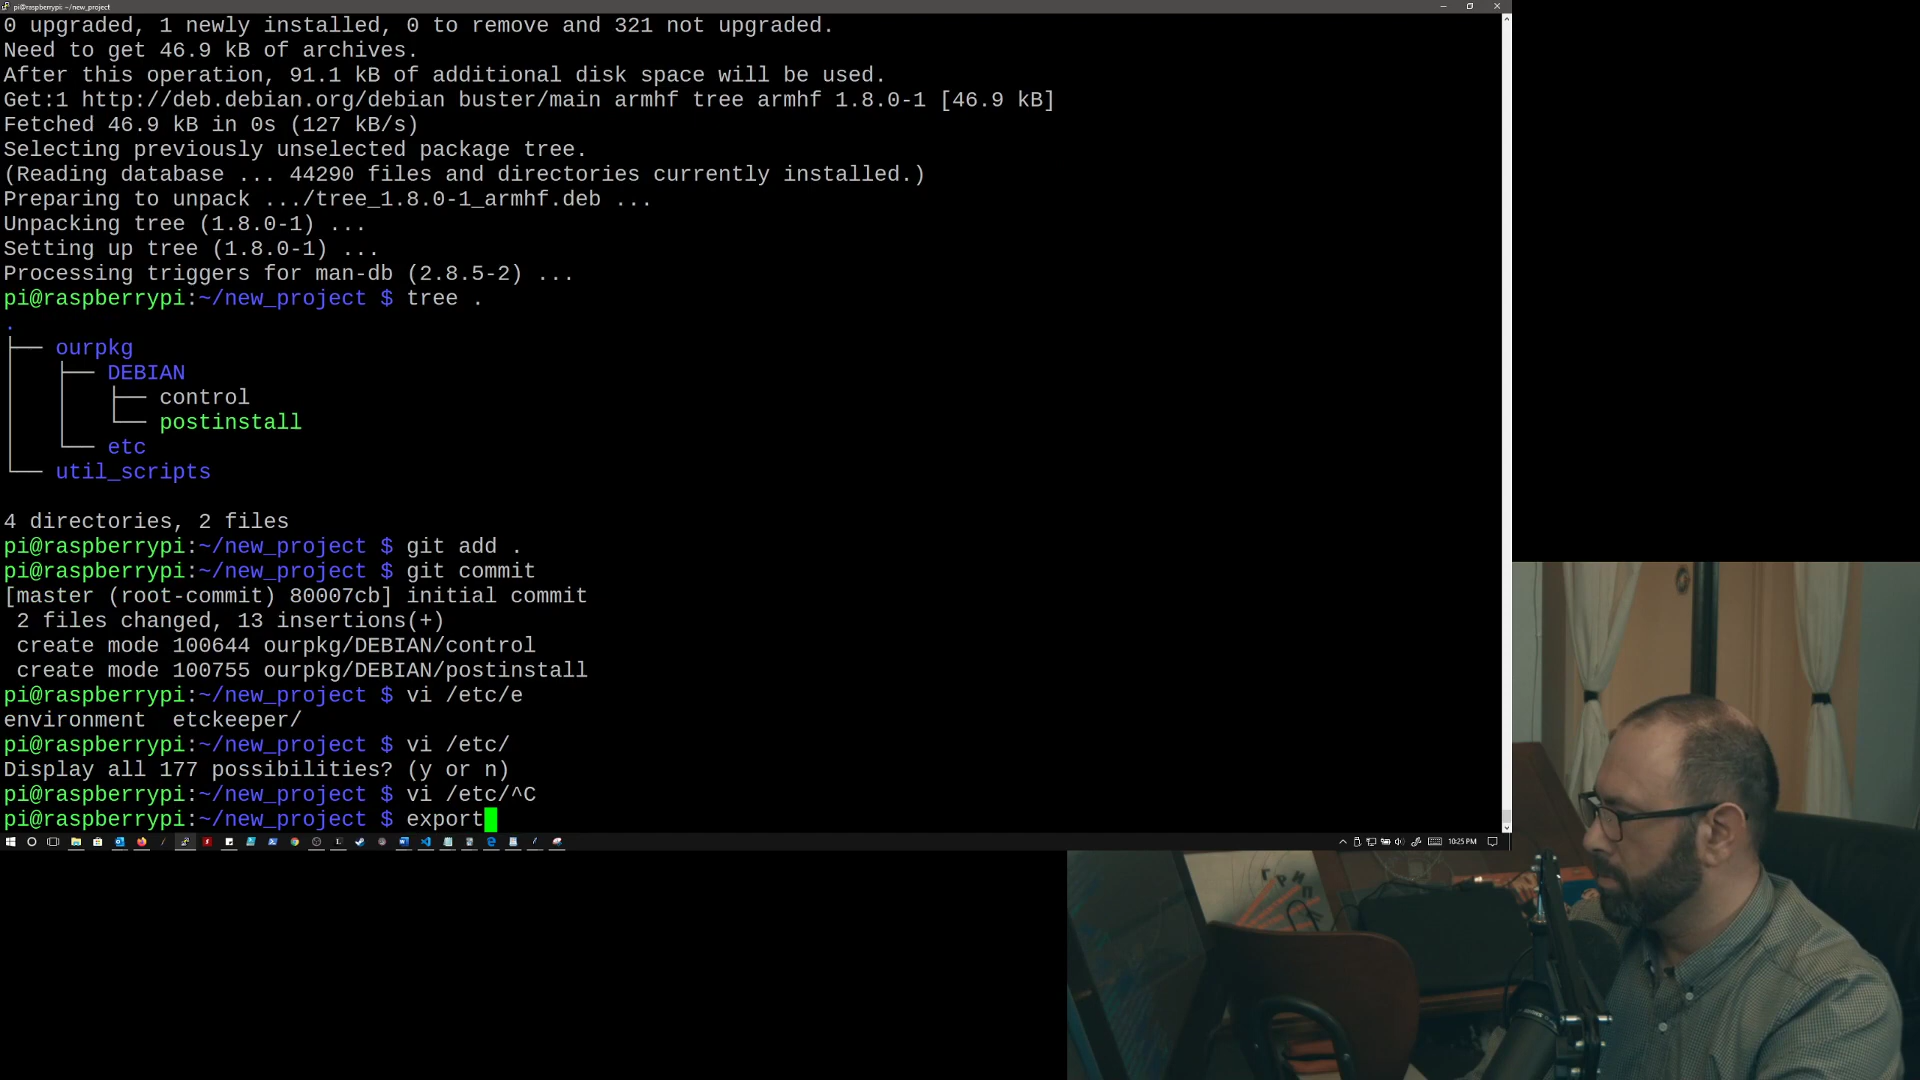 pi@raspberrypi: ~/new_project
0 upgraded, 1 newly installed, 0 to remove and 321 not upgraded.
Need to get 46.9 kB of archives.
After this operation, 91.1 kB of additional disk space will be used.
Get:1 http://deb.debian.org/debian buster/main armhf tree armhf 1.8.0-1 [46.9 kB]
Fetched 46.9 kB in 0s (127 kB/s)
Selecting previously unselected package tree.
(Reading database ... 44290 files and directories currently installed.)
Preparing to unpack .../tree_1.8.0-1_armhf.deb ...
Unpacking tree (1.8.0-1) ...
Setting up tree (1.8.0-1) ...
Processing triggers for man-db (2.8.5-2) ...
pi@raspberrypi:~/new_project $ tree .
.
├── ourpkg
│   ├── DEBIAN
│   │   ├── control
│   │   └── postinstall
│   └── etc
└── util_scripts
4 directories, 2 files
pi@raspberrypi:~/new_project $ git add .
pi@raspberrypi:~/new_project $ git commit
[master (root-commit) 80007cb] initial commit
 2 files changed, 13 insertions(+)
 create mode 100644 ourpkg/DEBIAN/control
 create mode 100755 ourpkg/DEBIAN/postinstall
pi@raspberrypi:~/new_project $ vi /etc/e
environment  etckeeper/
pi@raspberrypi:~/new_project $ vi /etc/
Display all 177 possibilities? (y or n)
pi@raspberrypi:~/new_project $ vi /etc/^C
pi@raspberrypi:~/new_project $ export
10:25 PM
ГРИП